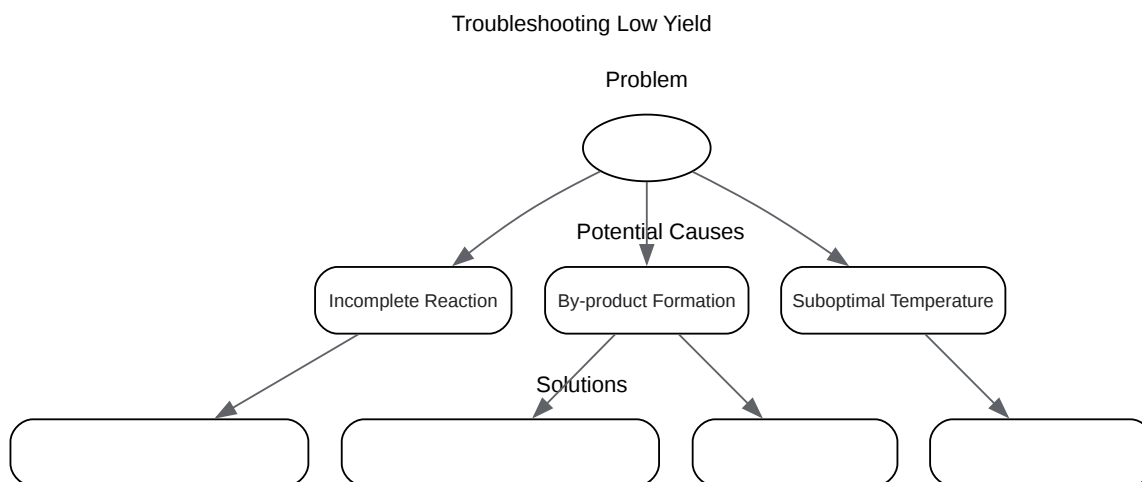 Troubleshooting Low Yield
Problem
Potential Causes
Incomplete Reaction
By-product Formation
Suboptimal Temperature
Solutions